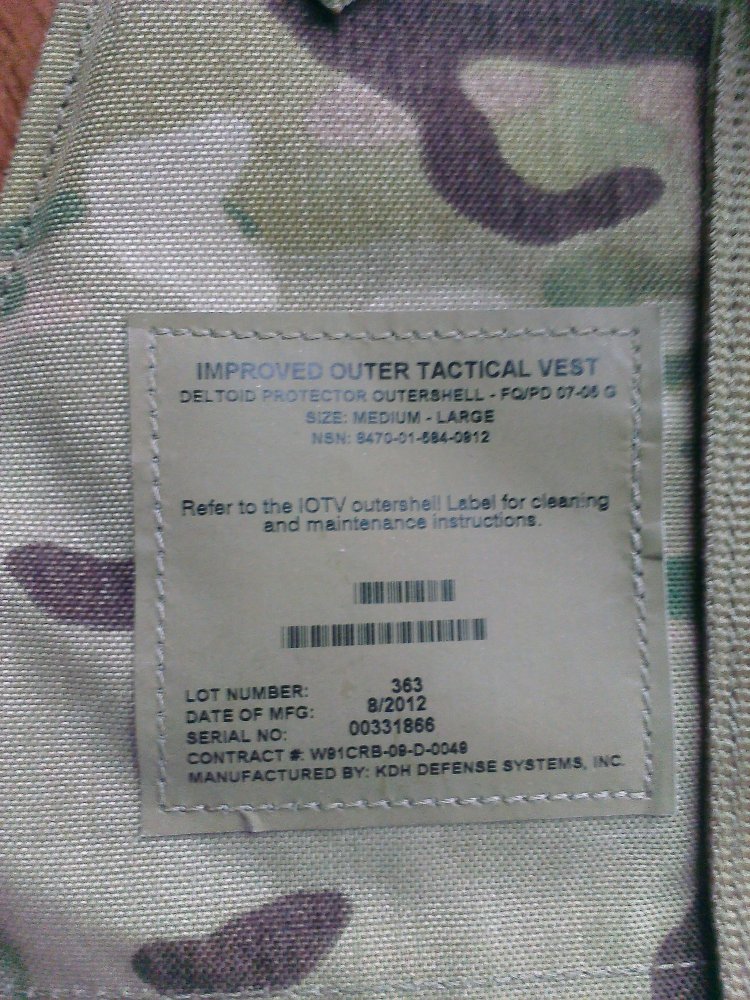 IMPROVED OUTER TACTICAL VEST
DELTOID PROTECTOR OUTERSHELL - FQ/PD 07-05 G
SIZE: MEDIUM - LARGE
NSN: 8470-01-584-0912
Refer to the IOTV outershell Label for cleaning
and maintenance instructions.
LOT NUMBER: 363
DATE OF MFG: 8/2012
SERIAL NO: 00331866
CONTRACT #: W91CRB-09-D-0049
MANUFACTURED BY: KDH DEFENSE SYSTEMS, INC.